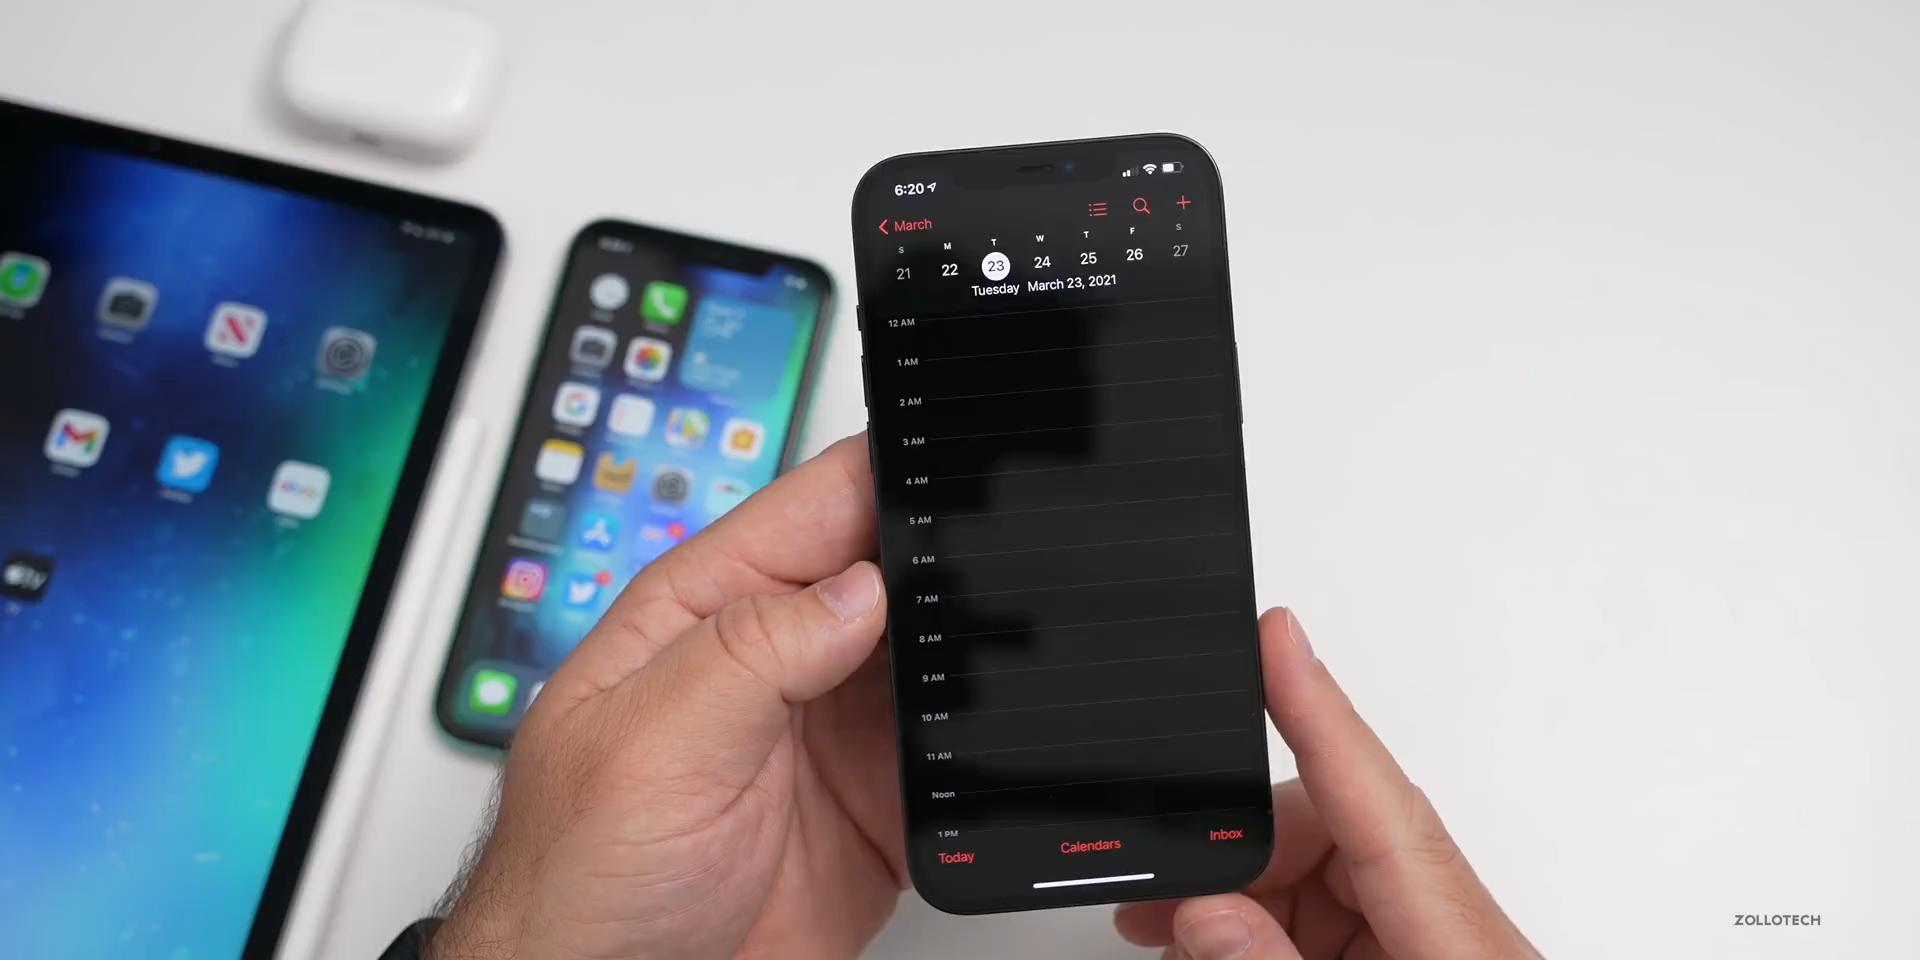 6:20
March
S M T W T F S
21 22 23 24 25 26 27
Tuesday March 23, 2021
12 AM
1 AM
2 AM
3 AM
4 AM
5 AM
6 AM
7 AM
8 AM
9 AM
10 AM
11 AM
Noon
1 PM
Today Calendars Inbox
ZOLLOTECH